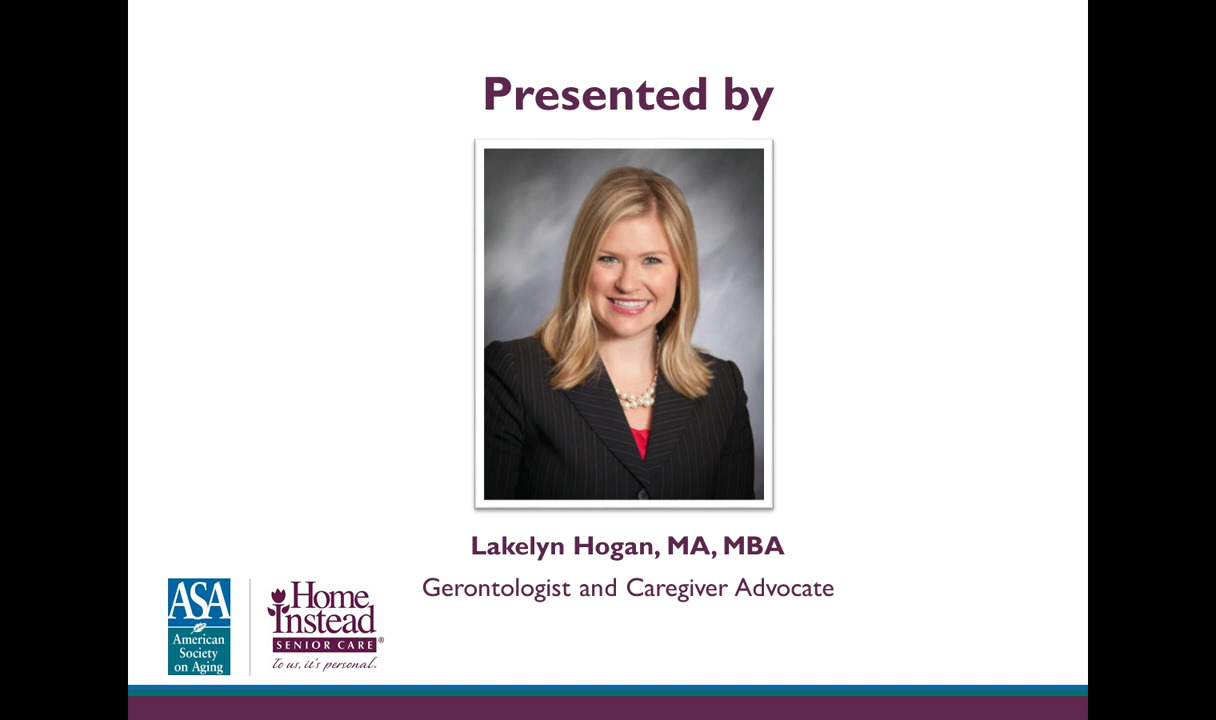 Presented by
Lakelyn Hogan, MA, MBA
Gerontologist and Caregiver Advocate
ASA
American
Society
on Aging
Home
Instead
SENIOR CARE®
To us, it's personal.